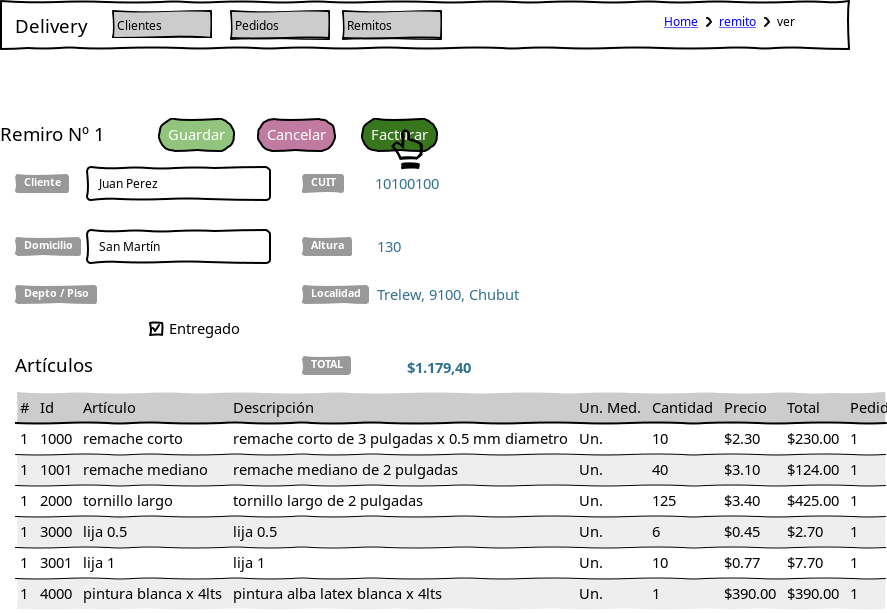 Delivery Clientes Pedidos Remitos Home remito ver
Remiro Nº 1 Guardar Cancelar Facturar
Cliente Juan Perez CUIT 10100100
Domicilio San Martín Altura 130
Depto / Piso Localidad Trelew, 9100, Chubut
Entregado
Artículos TOTAL $1.179,40
# Id Artículo Descripción Un. Med. Cantidad Precio Total Pedid
1 1000 remache corto remache corto de 3 pulgadas x 0.5 mm diametro Un. 10 $2.30 $230.00 1
1 1001 remache mediano remache mediano de 2 pulgadas Un. 40 $3.10 $124.00 1
1 2000 tornillo largo tornillo largo de 2 pulgadas Un. 125 $3.40 $425.00 1
1 3000 lija 0.5 lija 0.5 Un. 6 $0.45 $2.70 1
1 3001 lija 1 lija 1 Un. 10 $0.77 $7.70 1
1 4000 pintura blanca x 4lts pintura alba latex blanca x 4lts Un. 1 $390.00 $390.00 1